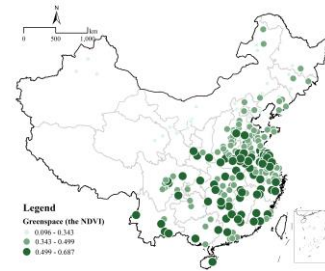 N
0 500 1,000
km
Legend
Greenspace (the NDVI)
0.096 - 0.343
0.343 - 0.499
0.499 - 0.687